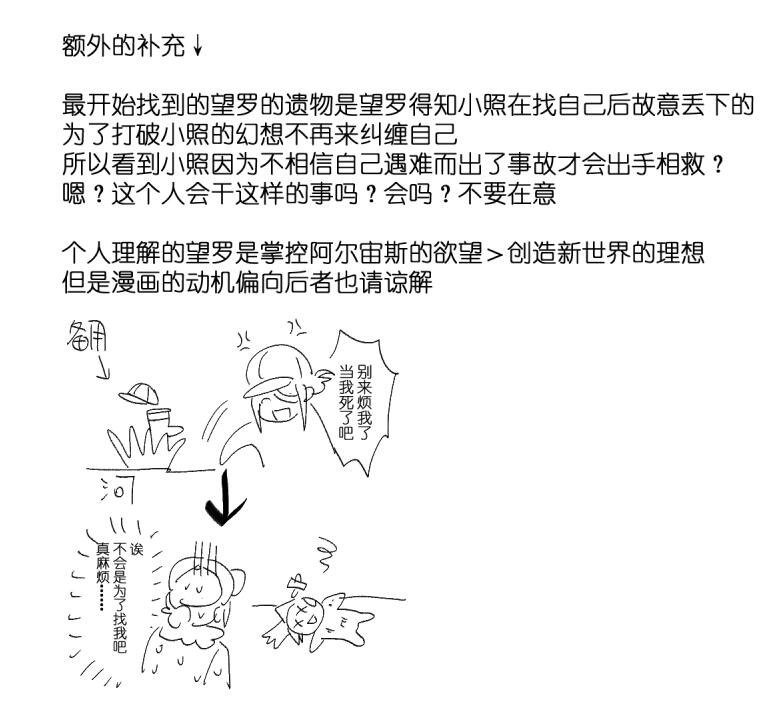 额外的补充↓
最开始找到的望罗的遗物是望罗得知小照在找自己后故意丢下的
为了打破小照的幻想不再来纠缠自己
所以看到小照因为不相信自己遇难而出了事故才会出手相救？
嗯？这个人会干这样的事吗？会吗？不要在意
个人理解的望罗是掌控阿尔宙斯的欲望>创造新世界的理想
但是漫画的动机偏向后者也请谅解
备用
别来烦我了
当我死了吧
河
诶
不会是为了找我吧
真麻烦……